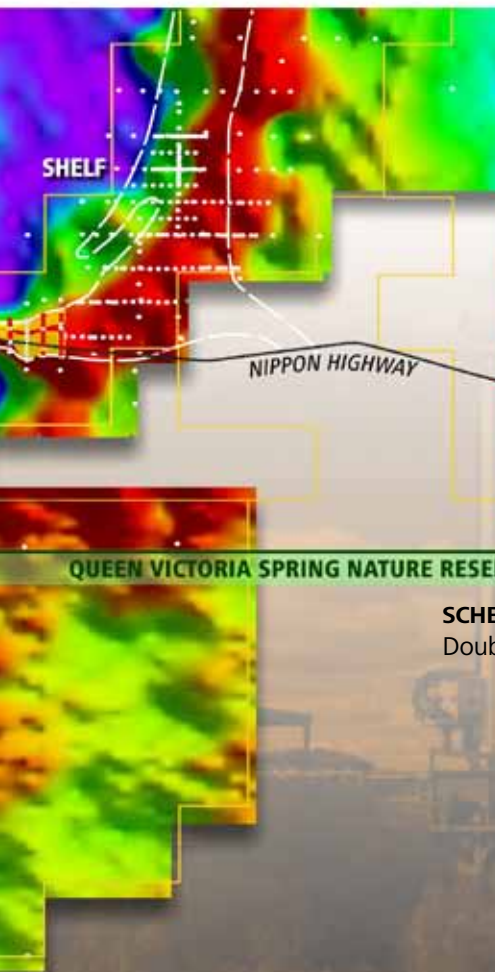 SHELF
NIPPON HIGHWAY
QUEEN VICTORIA SPRING NATURE RESE
SCHE
Doub